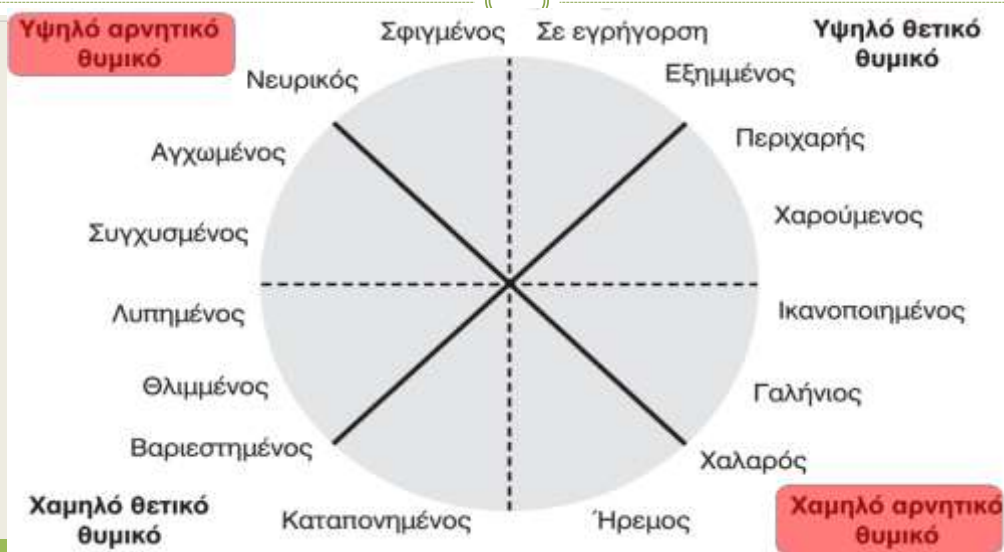 Υψηλό αρνητικό
θυμικό
Σφιγμένος
Σε εγρήγορση
Υψηλό θετικό
θυμικό
Νευρικός
Εξημμένος
Αγχωμένος
Περιχαρής
Συγχυσμένος
Χαρούμενος
Λυπημένος
Ικανοποιημένος
Θλιμμένος
Γαλήνιος
Βαριεστημένος
Χαλαρός
Χαμηλό θετικό
θυμικό
Καταπονημένος
Ήρεμος
Χαμηλό αρνητικό
θυμικό